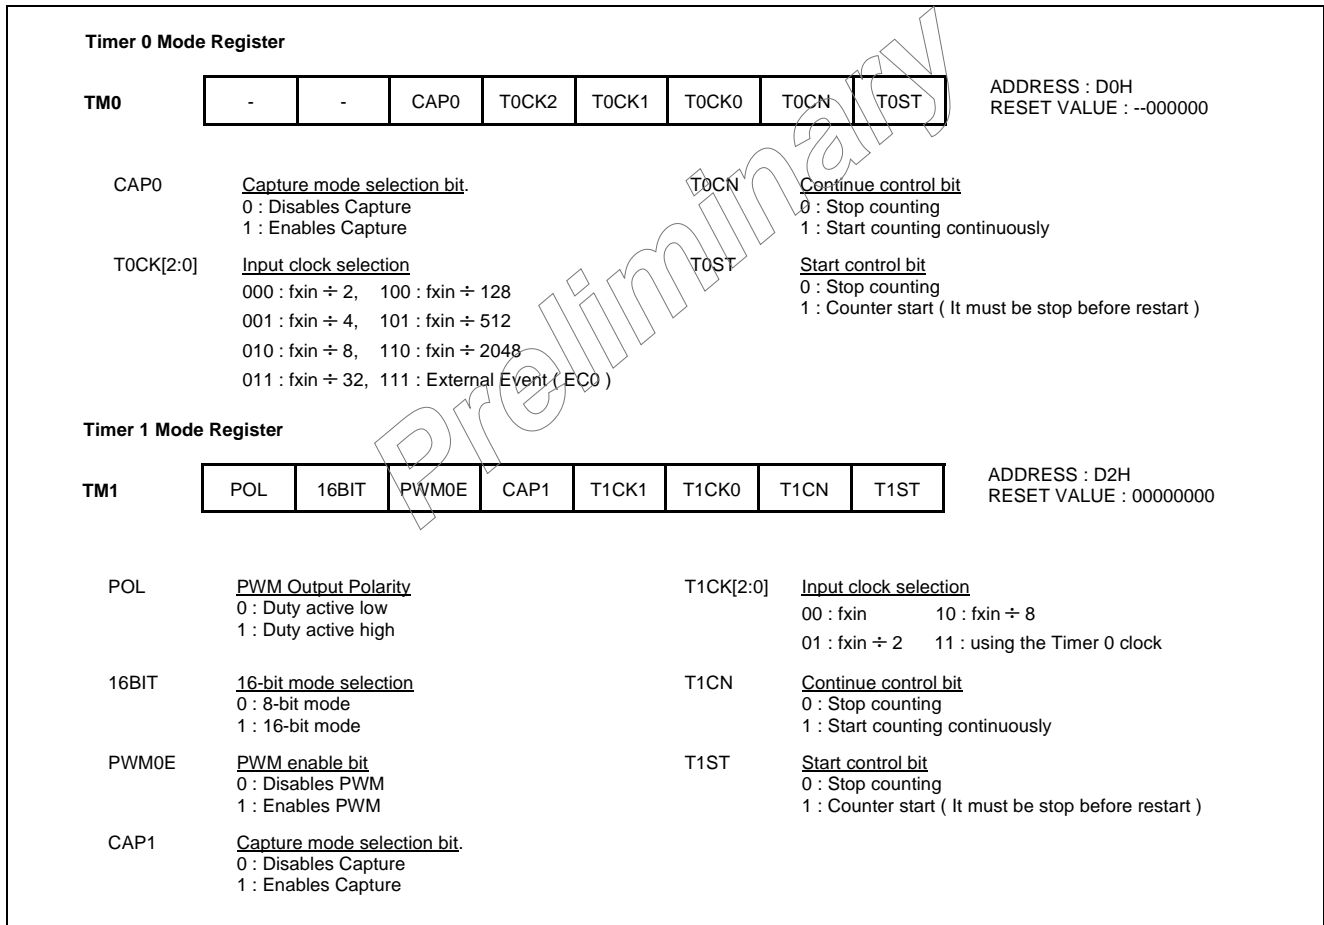 Timer 0 Mode Register
TM0 - - CAP0 T0CK2 T0CK1 T0CK0 T0CN T0ST
ADDRESS : D0H
RESET VALUE : --000000
CAP0 Capture mode selection bit.
0 : Disables Capture
1 : Enables Capture
T0CK[2:0] Input clock selection
000 : fxin ÷ 2, 100 : fxin ÷ 128
001 : fxin ÷ 4, 101 : fxin ÷ 512
010 : fxin ÷ 8, 110 : fxin ÷ 2048
011 : fxin ÷ 32, 111 : External Event ( EC0 )
T0CN Continue control bit
0 : Stop counting
1 : Start counting continuously
T0ST Start control bit
0 : Stop counting
1 : Counter start ( It must be stop before restart )
Preliminary
Timer 1 Mode Register
TM1 POL 16BIT PWM0E CAP1 T1CK1 T1CK0 T1CN T1ST
ADDRESS : D2H
RESET VALUE : 00000000
POL PWM Output Polarity
0 : Duty active low
1 : Duty active high
16BIT 16-bit mode selection
0 : 8-bit mode
1 : 16-bit mode
PWM0E PWM enable bit
0 : Disables PWM
1 : Enables PWM
CAP1 Capture mode selection bit.
0 : Disables Capture
1 : Enables Capture
T1CK[2:0] Input clock selection
00 : fxin 10 : fxin ÷ 8
01 : fxin ÷ 2 11 : using the Timer 0 clock
T1CN Continue control bit
0 : Stop counting
1 : Start counting continuously
T1ST Start control bit
0 : Stop counting
1 : Counter start ( It must be stop before restart )